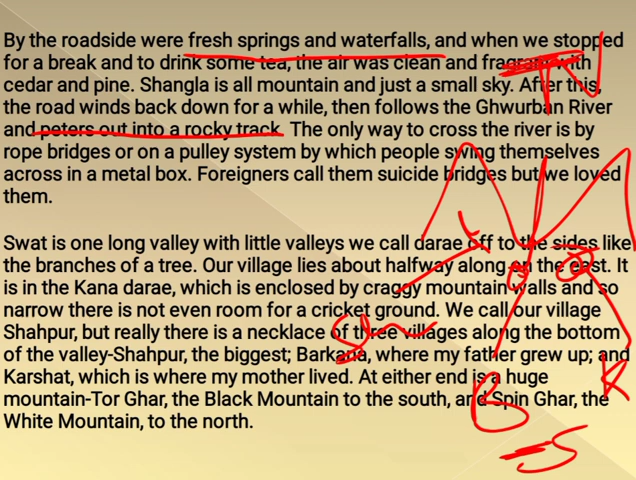 By the roadside were fresh springs and waterfalls, and when we stopped
for a break and to drink some tea, the air was clean and fragrant with
cedar and pine. Shangla is all mountain and just a small sky. After this,
the road winds back down for a while, then follows the Ghwurban River
and peters out into a rocky track. The only way to cross the river is by
rope bridges or on a pulley system by which people swing themselves
across in a metal box. Foreigners call them suicide bridges but we loved
them.
Swat is one long valley with little valleys we call darae off to the sides like
the branches of a tree. Our village lies about halfway along on the east. It
is in the Kana darae, which is enclosed by craggy mountain walls and so
narrow there is not even room for a cricket ground. We call our village
Shahpur, but really there is a necklace of three villages along the bottom
of the valley-Shahpur, the biggest; Barkana, where my father grew up; and
Karshat, which is where my mother lived. At either end is a huge
mountain-Tor Ghar, the Black Mountain to the south, and Spin Ghar, the
White Mountain, to the north.
K
B
S